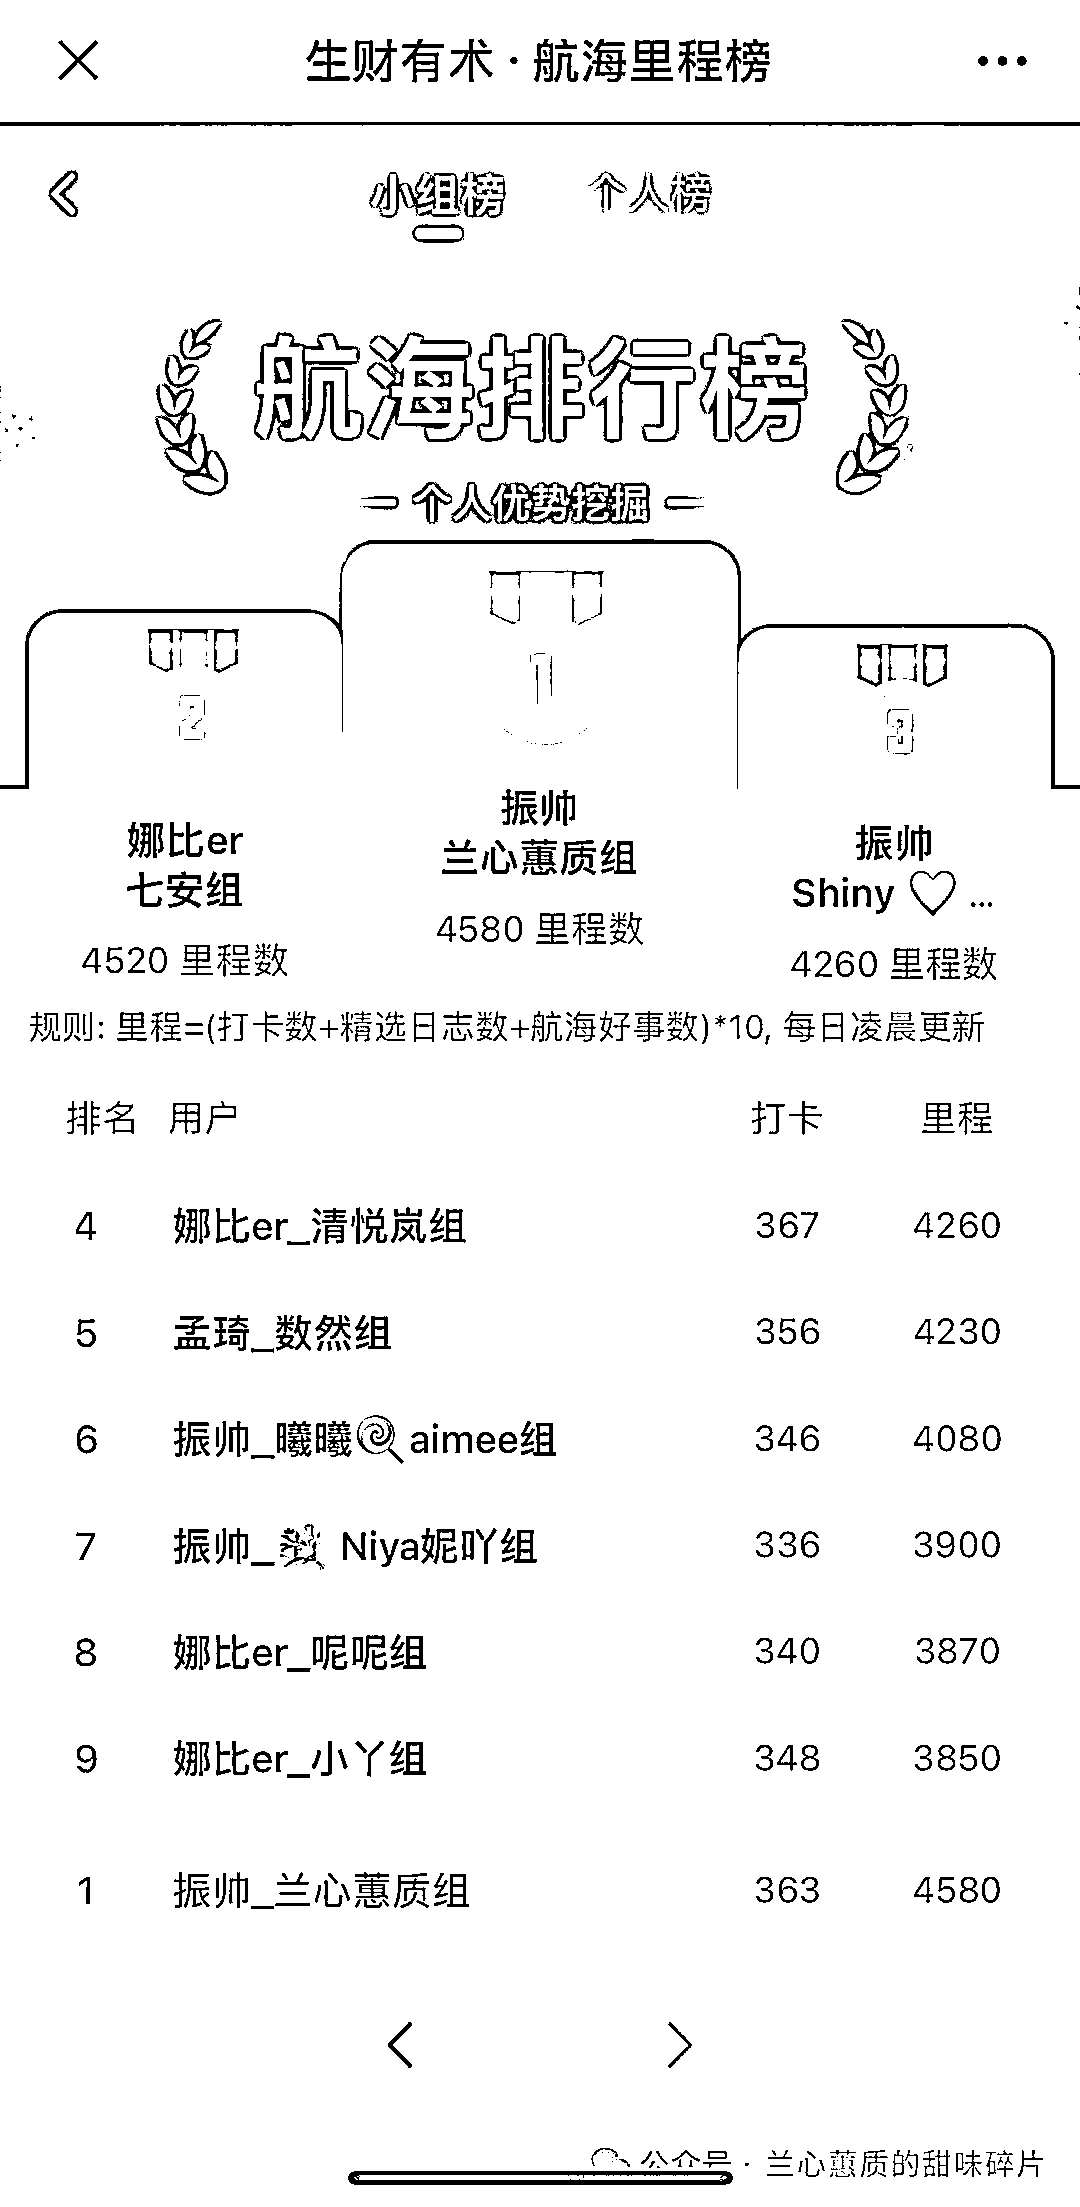 生财有术·航海里程榜
小组榜 个人榜
航海排行榜
个人优势挖掘
2
1
3
娜比er
七安组
4520 里程数
振帅
兰心蕙质组
4580 里程数
振帅
Shiny ♡ ...
4260 里程数
规则: 里程=(打卡数+精选日志数+航海好事数)*10, 每日凌晨更新
排名 用户 打卡 里程
4 娜比er_清悦岚组 367 4260
5 孟琦_数然组 356 4230
6 振帅_曦曦🍭aimee组 346 4080
7 振帅_ Niya妮吖组 336 3900
8 娜比er_呢呢组 340 3870
9 娜比er_小丫组 348 3850
1 振帅_兰心蕙质组 363 4580
公众号 · 兰心蕙质的甜味碎片